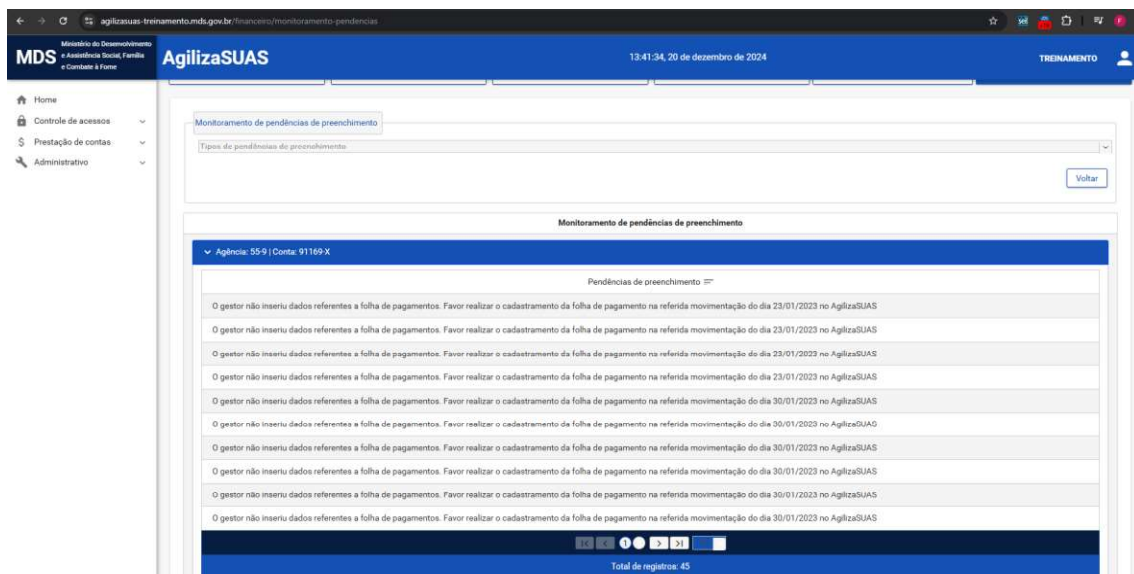 agilizasuas-treinamento.mds.gov.br/financeiro/monitoramento-pendencias
MDS
Ministério do Desenvolvimento
e Assistência Social, Família
e Combate à Fome
AgilizaSUAS
13:41:34, 20 de dezembro de 2024
TREINAMENTO
Home
Controle de acessos
Prestação de contas
Administrativo
Monitoramento de pendências de preenchimento
Tipos de pendências de preenchimento
Voltar
Monitoramento de pendências de preenchimento
Agência: 55-9 | Conta: 91169-X
Pendências de preenchimento
O gestor não inseriu dados referentes a folha de pagamentos. Favor realizar o cadastramento da folha de pagamento na referida movimentação do dia 23/01/2023 no AgilizaSUAS
O gestor não inseriu dados referentes a folha de pagamentos. Favor realizar o cadastramento da folha de pagamento na referida movimentação do dia 23/01/2023 no AgilizaSUAS
O gestor não inseriu dados referentes a folha de pagamentos. Favor realizar o cadastramento da folha de pagamento na referida movimentação do dia 23/01/2023 no AgilizaSUAS
O gestor não inseriu dados referentes a folha de pagamentos. Favor realizar o cadastramento da folha de pagamento na referida movimentação do dia 23/01/2023 no AgilizaSUAS
O gestor não inseriu dados referentes a folha de pagamentos. Favor realizar o cadastramento da folha de pagamento na referida movimentação do dia 30/01/2023 no AgilizaSUAS
O gestor não inseriu dados referentes a folha de pagamentos. Favor realizar o cadastramento da folha de pagamento na referida movimentação do dia 30/01/2023 no AgilizaSUAS
O gestor não inseriu dados referentes a folha de pagamentos. Favor realizar o cadastramento da folha de pagamento na referida movimentação do dia 30/01/2023 no AgilizaSUAS
O gestor não inseriu dados referentes a folha de pagamentos. Favor realizar o cadastramento da folha de pagamento na referida movimentação do dia 30/01/2023 no AgilizaSUAS
O gestor não inseriu dados referentes a folha de pagamentos. Favor realizar o cadastramento da folha de pagamento na referida movimentação do dia 30/01/2023 no AgilizaSUAS
O gestor não inseriu dados referentes a folha de pagamentos. Favor realizar o cadastramento da folha de pagamento na referida movimentação do dia 30/01/2023 no AgilizaSUAS
1
Total de registros: 45